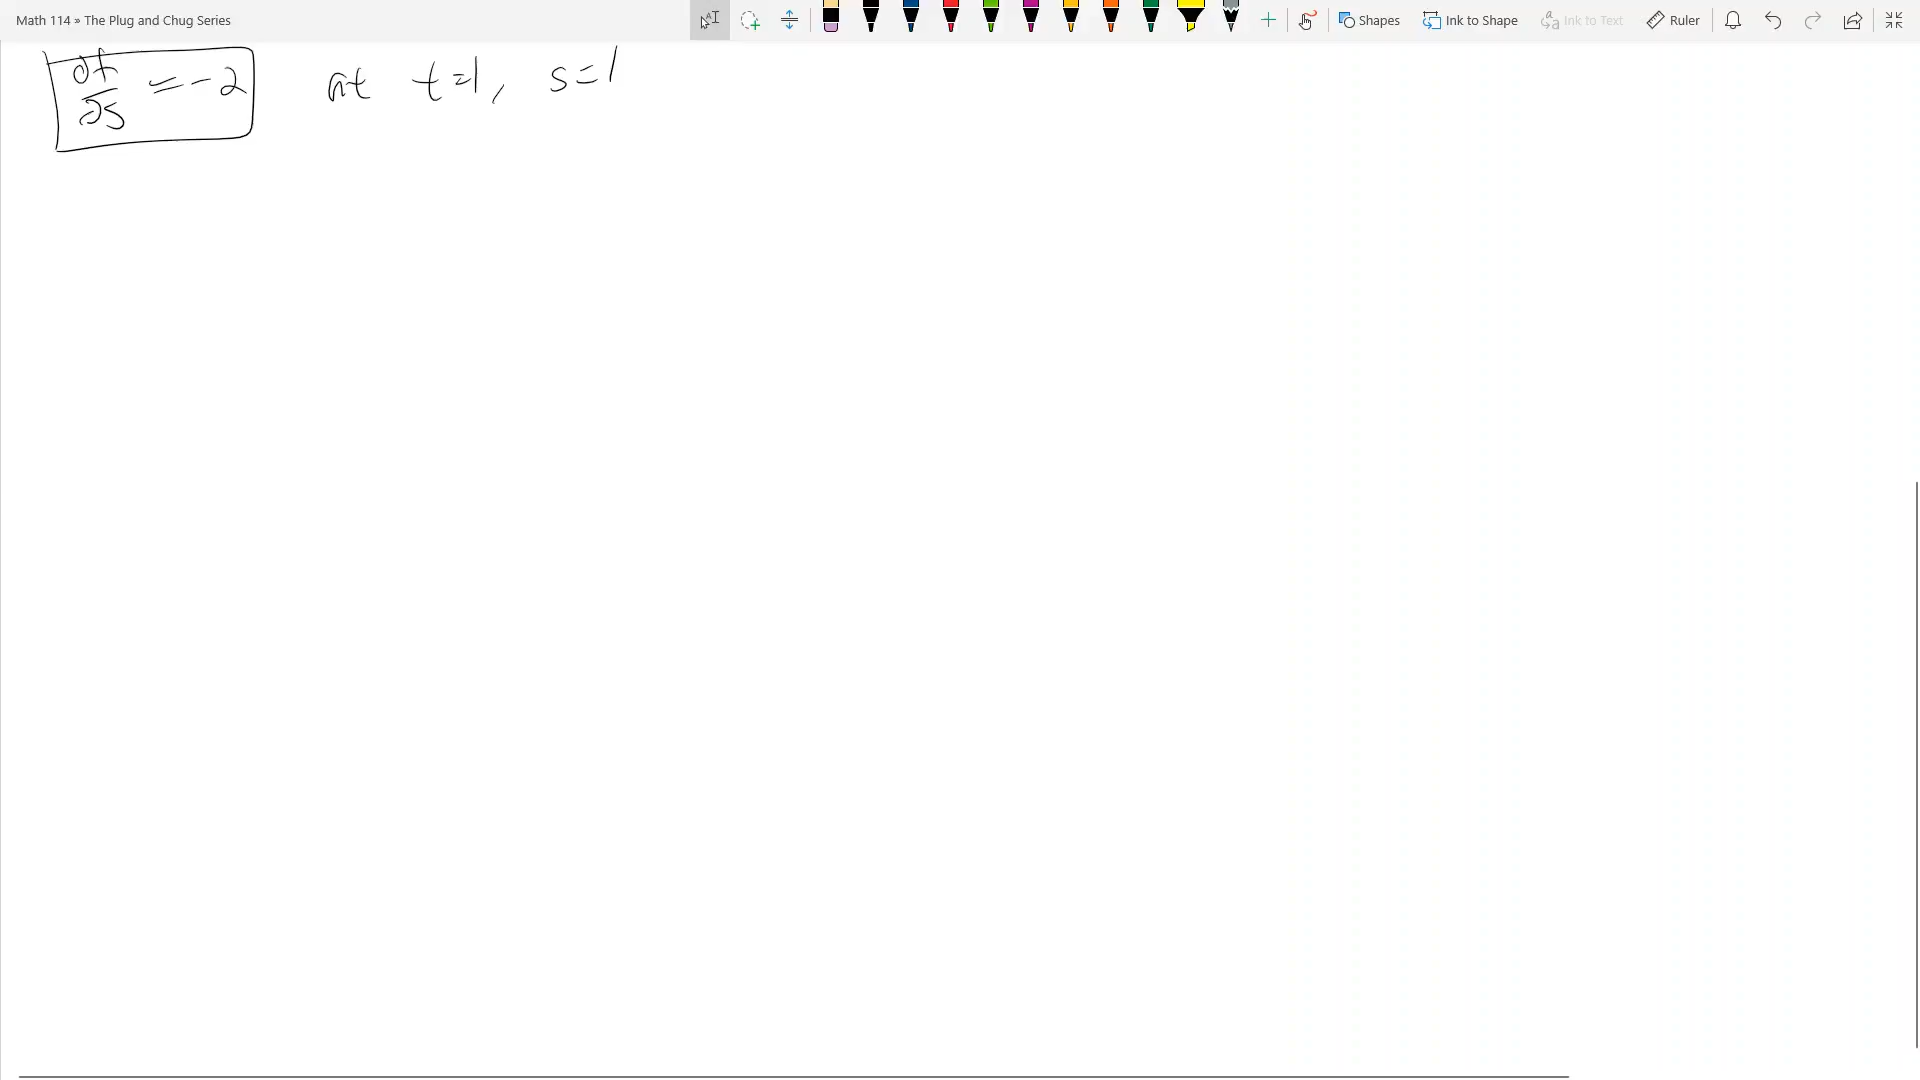 Math 114 » The Plug and Chug Series
Shapes
Ink to Shape
Ink to Text
Ruler
∂f/∂s = -2 at t=1, s=1